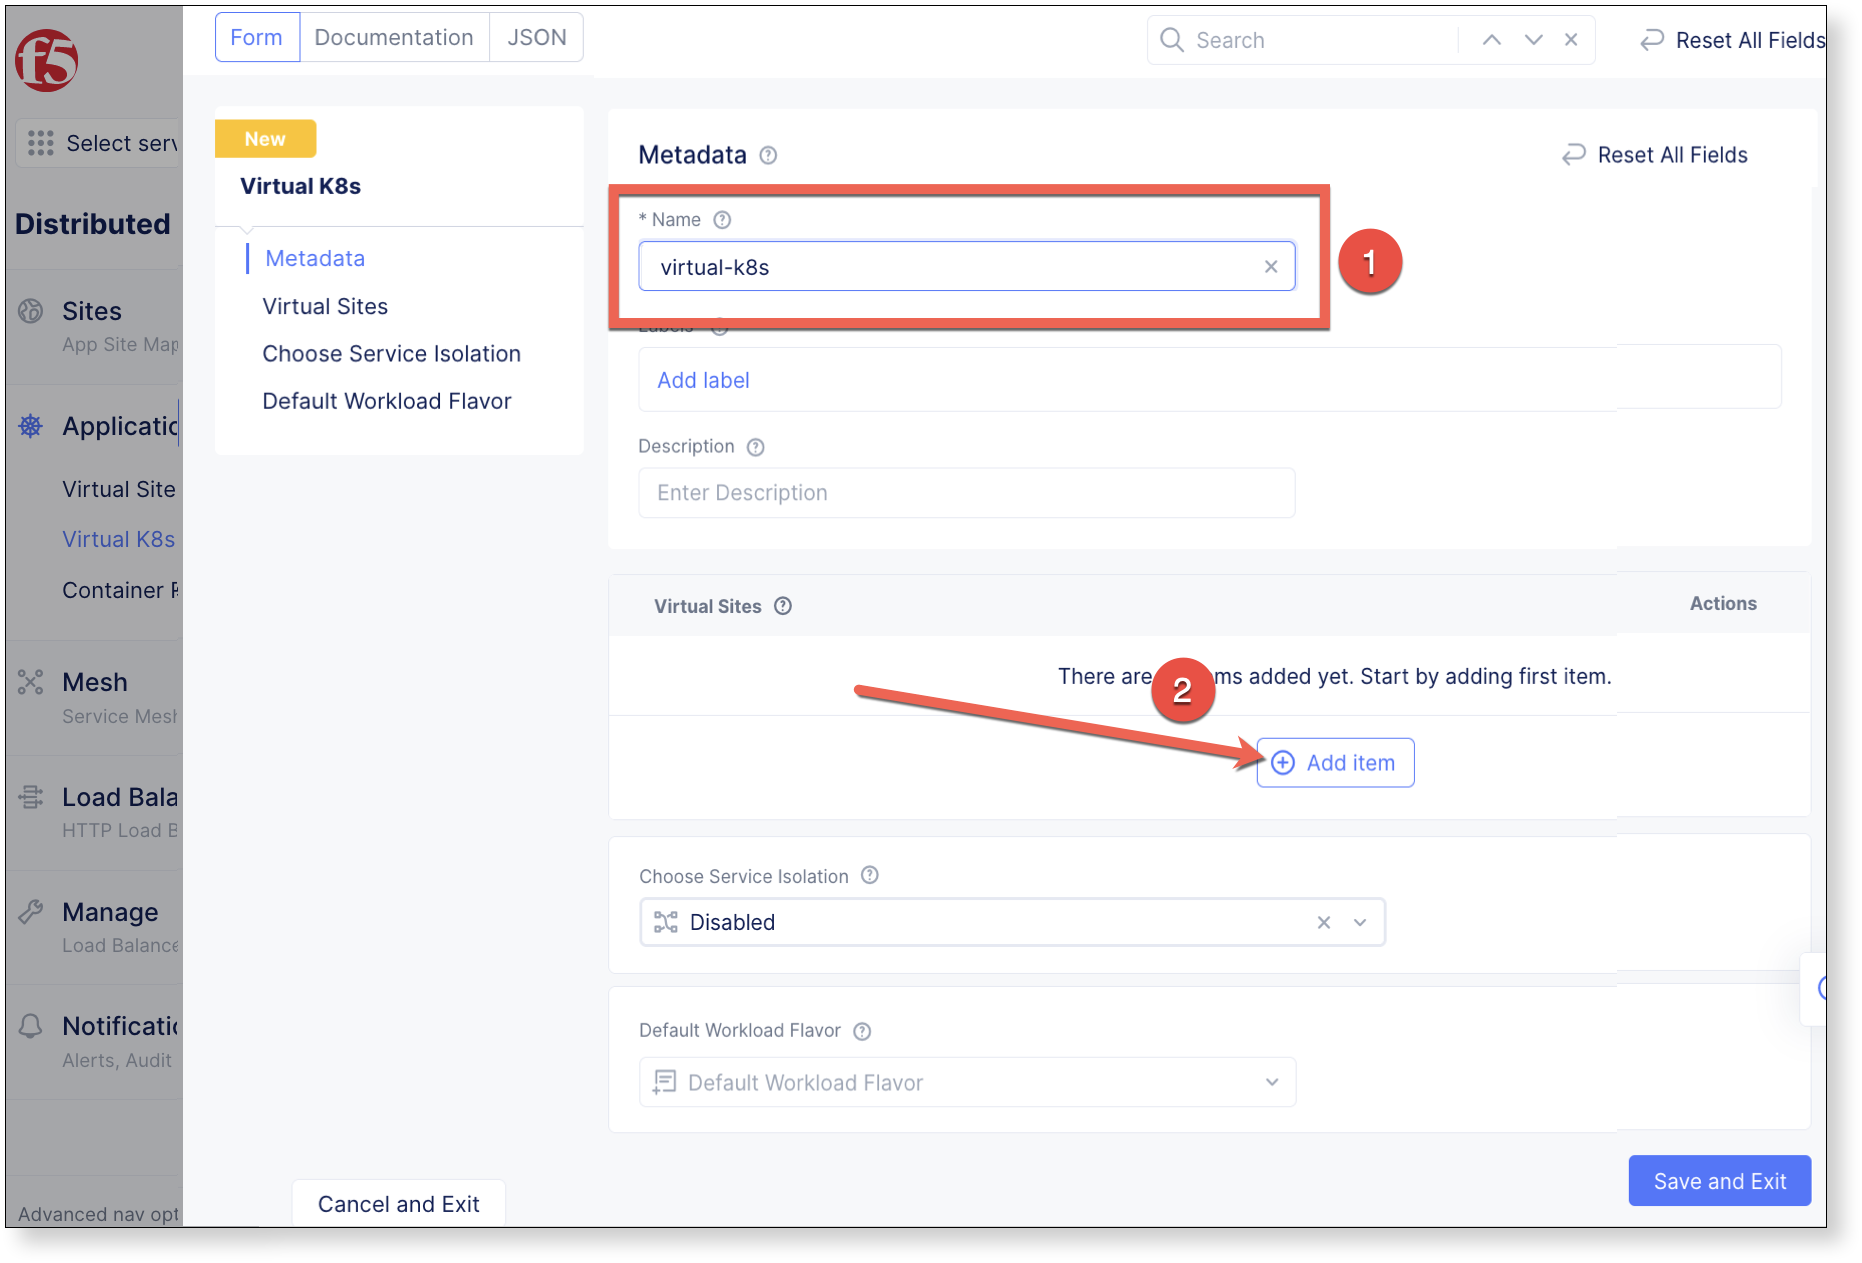 Form Documentation JSON
Search
Reset All Fields
f5
Select serv
Distributed
Sites
App Site Map
Applicatio
Virtual Site
Virtual K8s
Container
Mesh
Service Mesh
Load Bala
HTTP Load B
Manage
Load Balance
Notificatio
Alerts, Audit
Advanced nav opt
New
Virtual K8s
Metadata
Virtual Sites
Choose Service Isolation
Default Workload Flavor
Metadata
Reset All Fields
* Name
virtual-k8s
1
Labels
Add label
Description
Enter Description
Virtual Sites
Actions
There are ms added yet. Start by adding first item.
2
Add item
Choose Service Isolation
Disabled
Default Workload Flavor
Default Workload Flavor
Cancel and Exit
Save and Exit